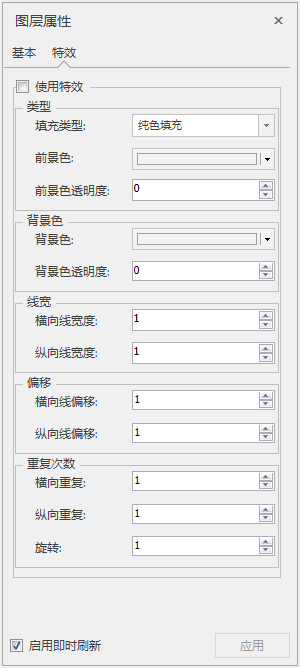 图层属性
基本 特效
使用特效
类型
填充类型: 纯色填充
前景色:
前景色透明度: 0
背景色
背景色:
背景色透明度: 0
线宽
横向线宽度: 1
纵向线宽度: 1
偏移
横向线偏移: 1
纵向线偏移: 1
重复次数
横向重复: 1
纵向重复: 1
旋转: 1
启用即时刷新 应用